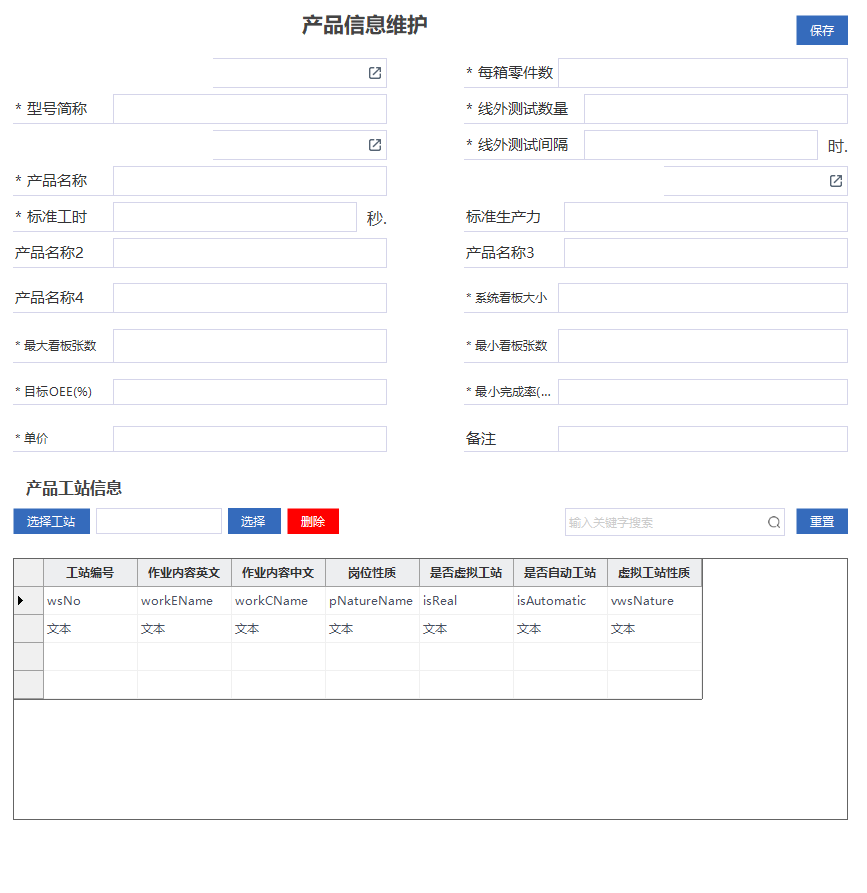 产品信息维护
保存
* 每箱零件数
* 型号简称
* 线外测试数量
* 线外测试间隔
时.
* 产品名称
* 标准工时
秒.
标准生产力
产品名称2
产品名称3
产品名称4
* 系统看板大小
* 最大看板张数
* 最小看板张数
* 目标OEE(%)
* 最小完成率(...
* 单价
备注
产品工站信息
选择工站
选择
删除
输入关键字搜索
重置
工站编号 作业内容英文 作业内容中文 岗位性质 是否虚拟工站 是否自动工站 虚拟工站性质
wsNo workEName workCName pNatureName isReal isAutomatic vwsNature
文本 文本 文本 文本 文本 文本 文本